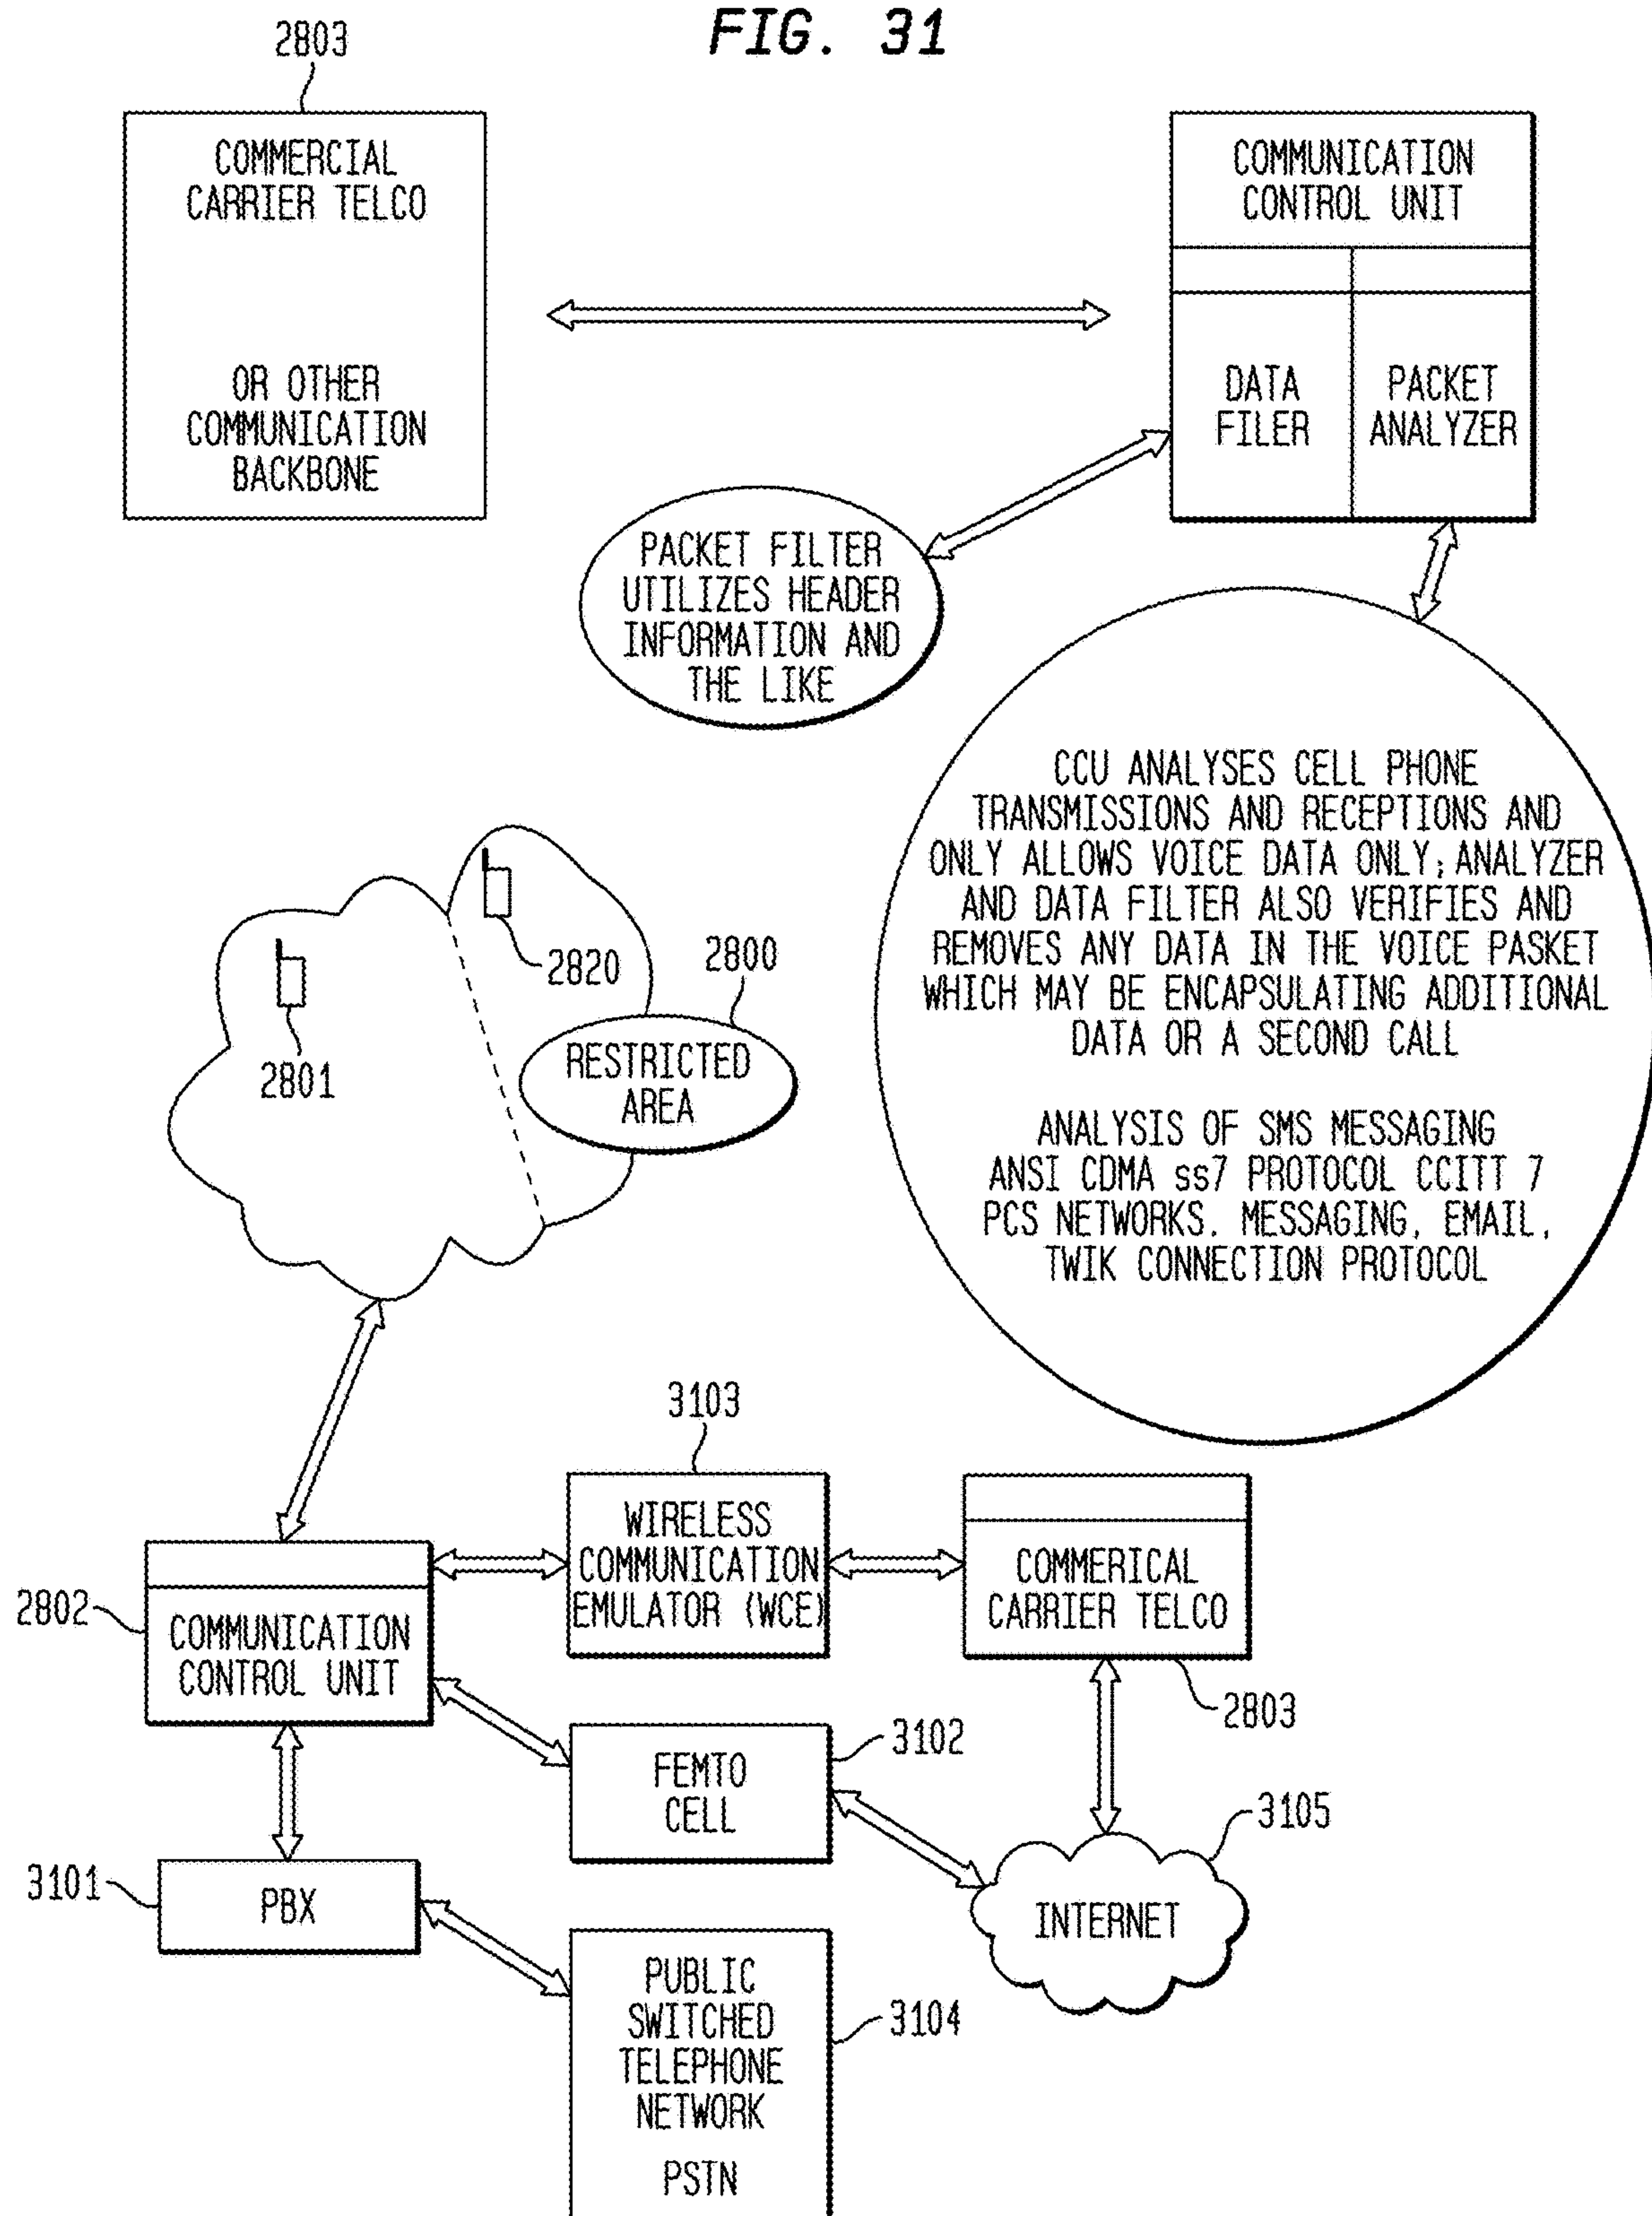 FIG. 31
2803
COMMERCIAL
CARRIER TELCO
OR OTHER
COMMUNICATION
BACKBONE
COMMUNICATION
CONTROL UNIT
DATA
FILER
PACKET
ANALYZER
PACKET FILTER
UTILIZES HEADER
INFORMATION AND
THE LIKE
CCU ANALYSES CELL PHONE
TRANSMISSIONS AND RECEPTIONS AND
ONLY ALLOWS VOICE DATA ONLY; ANALYZER
AND DATA FILTER ALSO VERIFIES AND
REMOVES ANY DATA IN THE VOICE PASKET
WHICH MAY BE ENCAPSULATING ADDITIONAL
DATA OR A SECOND CALL
ANALYSIS OF SMS MESSAGING
ANSI CDMA ss7 PROTOCOL CCITT 7
PCS NETWORKS. MESSAGING, EMAIL,
TWIK CONNECTION PROTOCOL
2820
2801
2800
RESTRICTED
AREA
3103
WIRELESS
COMMUNICATION
EMULATOR (WCE)
COMMERICAL
CARRIER TELCO
2803
2802
COMMUNICATION
CONTROL UNIT
3102
FEMTO
CELL
3105
INTERNET
3101
PBX
PUBLIC
SWITCHED
TELEPHONE
NETWORK
PSTN
3104